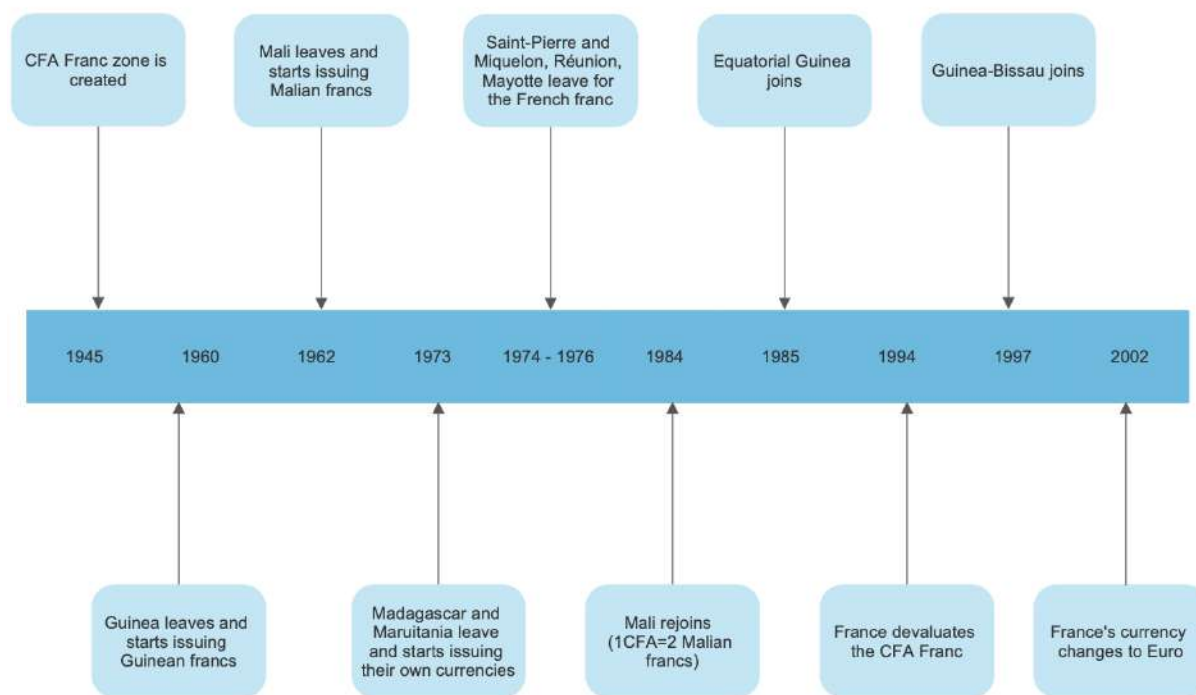 CFA Franc zone is
created
Mali leaves and
starts issuing
Malian francs
Saint-Pierre and
Miquelon, Réunion,
Mayotte leave for
the French franc
Equatorial Guinea
joins
Guinea-Bissau joins
1945 1960 1962 1973 1974 - 1976 1984 1985 1994 1997 2002
Guinea leaves and
starts issuing
Guinean francs
Madagascar and
Maruitania leave
and starts issuing
their own currencies
Mali rejoins
(1CFA=2 Malian
francs)
France devaluates
the CFA Franc
France's currency
changes to Euro